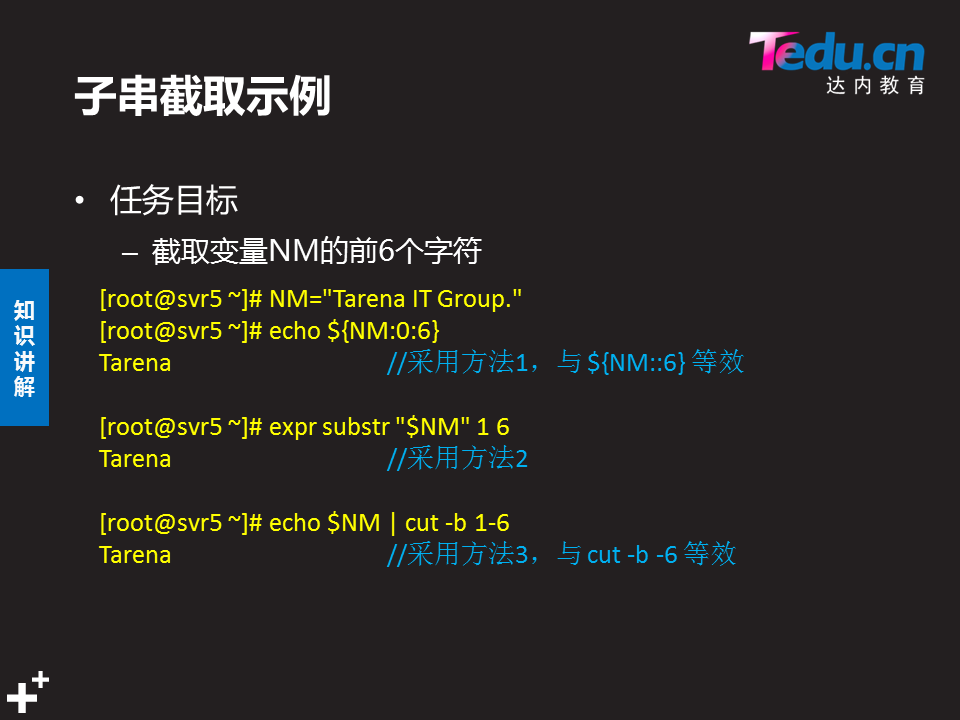 Tedu.cn
达内教育
子串截取示例
• 任务目标
– 截取变量NM的前6个字符
知识讲解
[root@svr5 ~]# NM="Tarena IT Group."
[root@svr5 ~]# echo ${NM:0:6}
Tarena //采用方法1，与 ${NM::6} 等效
[root@svr5 ~]# expr substr "$NM" 1 6
Tarena //采用方法2
[root@svr5 ~]# echo $NM | cut -b 1-6
Tarena //采用方法3，与 cut -b -6 等效